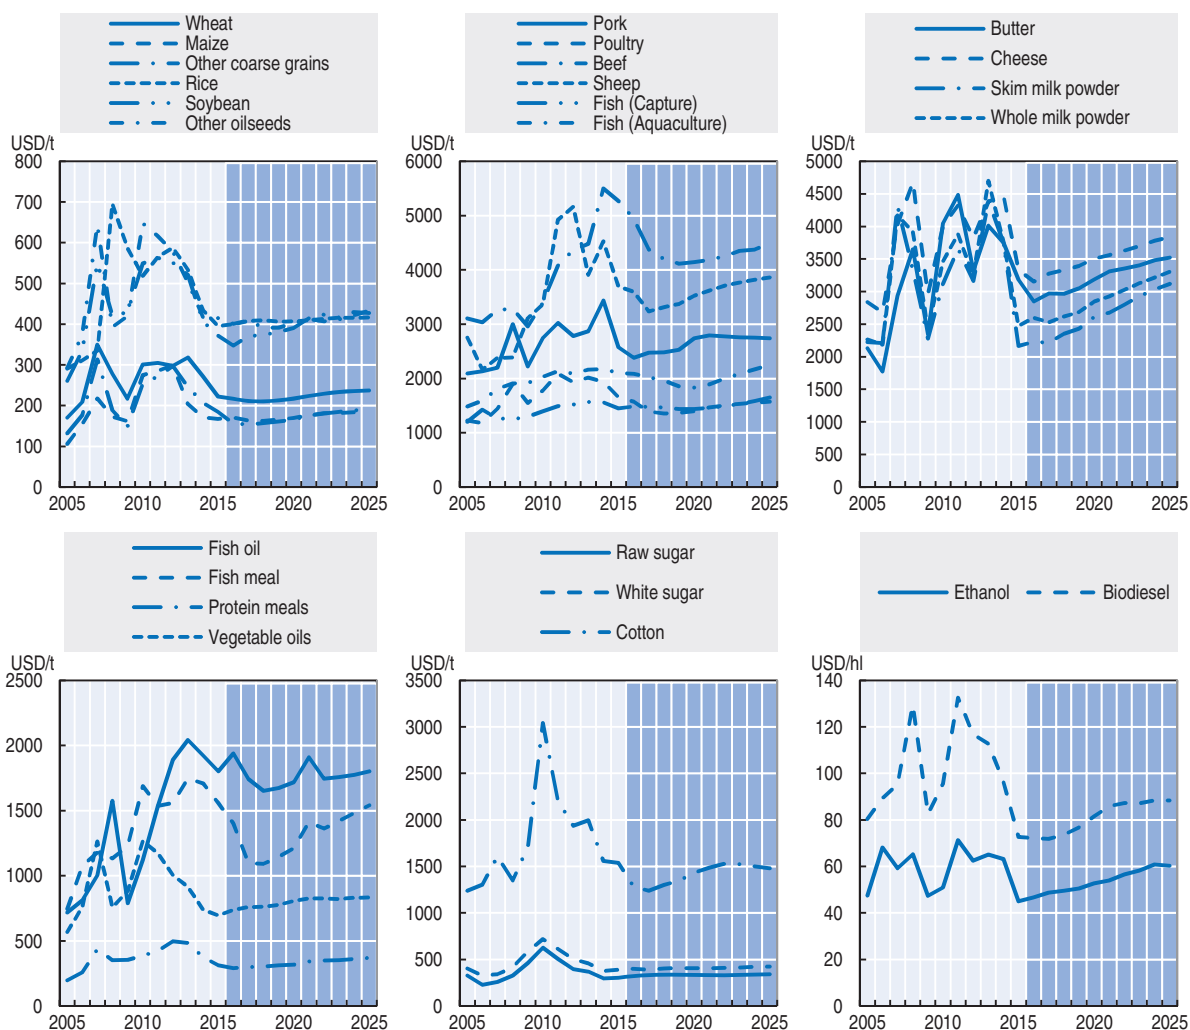 Wheat
Maize
Other coarse grains
Rice
Soybean
Other oilseeds
USD/t
800
700
600
500
400
300
200
100
0
2005 2010 2015 2020 2025
Pork
Poultry
Beef
Sheep
Fish (Capture)
Fish (Aquaculture)
USD/t
6000
5000
4000
3000
2000
1000
0
2005 2010 2015 2020 2025
Butter
Cheese
Skim milk powder
Whole milk powder
USD/t
5000
4500
4000
3500
3000
2500
2000
1500
1000
500
0
2005 2010 2015 2020 2025
Fish oil
Fish meal
Protein meals
Vegetable oils
USD/t
2500
2000
1500
1000
500
0
2005 2010 2015 2020 2025
Raw sugar
White sugar
Cotton
USD/t
3500
3000
2500
2000
1500
1000
500
0
2005 2010 2015 2020 2025
Ethanol Biodiesel
USD/hl
140
120
100
80
60
40
20
0
2005 2010 2015 2020 2025